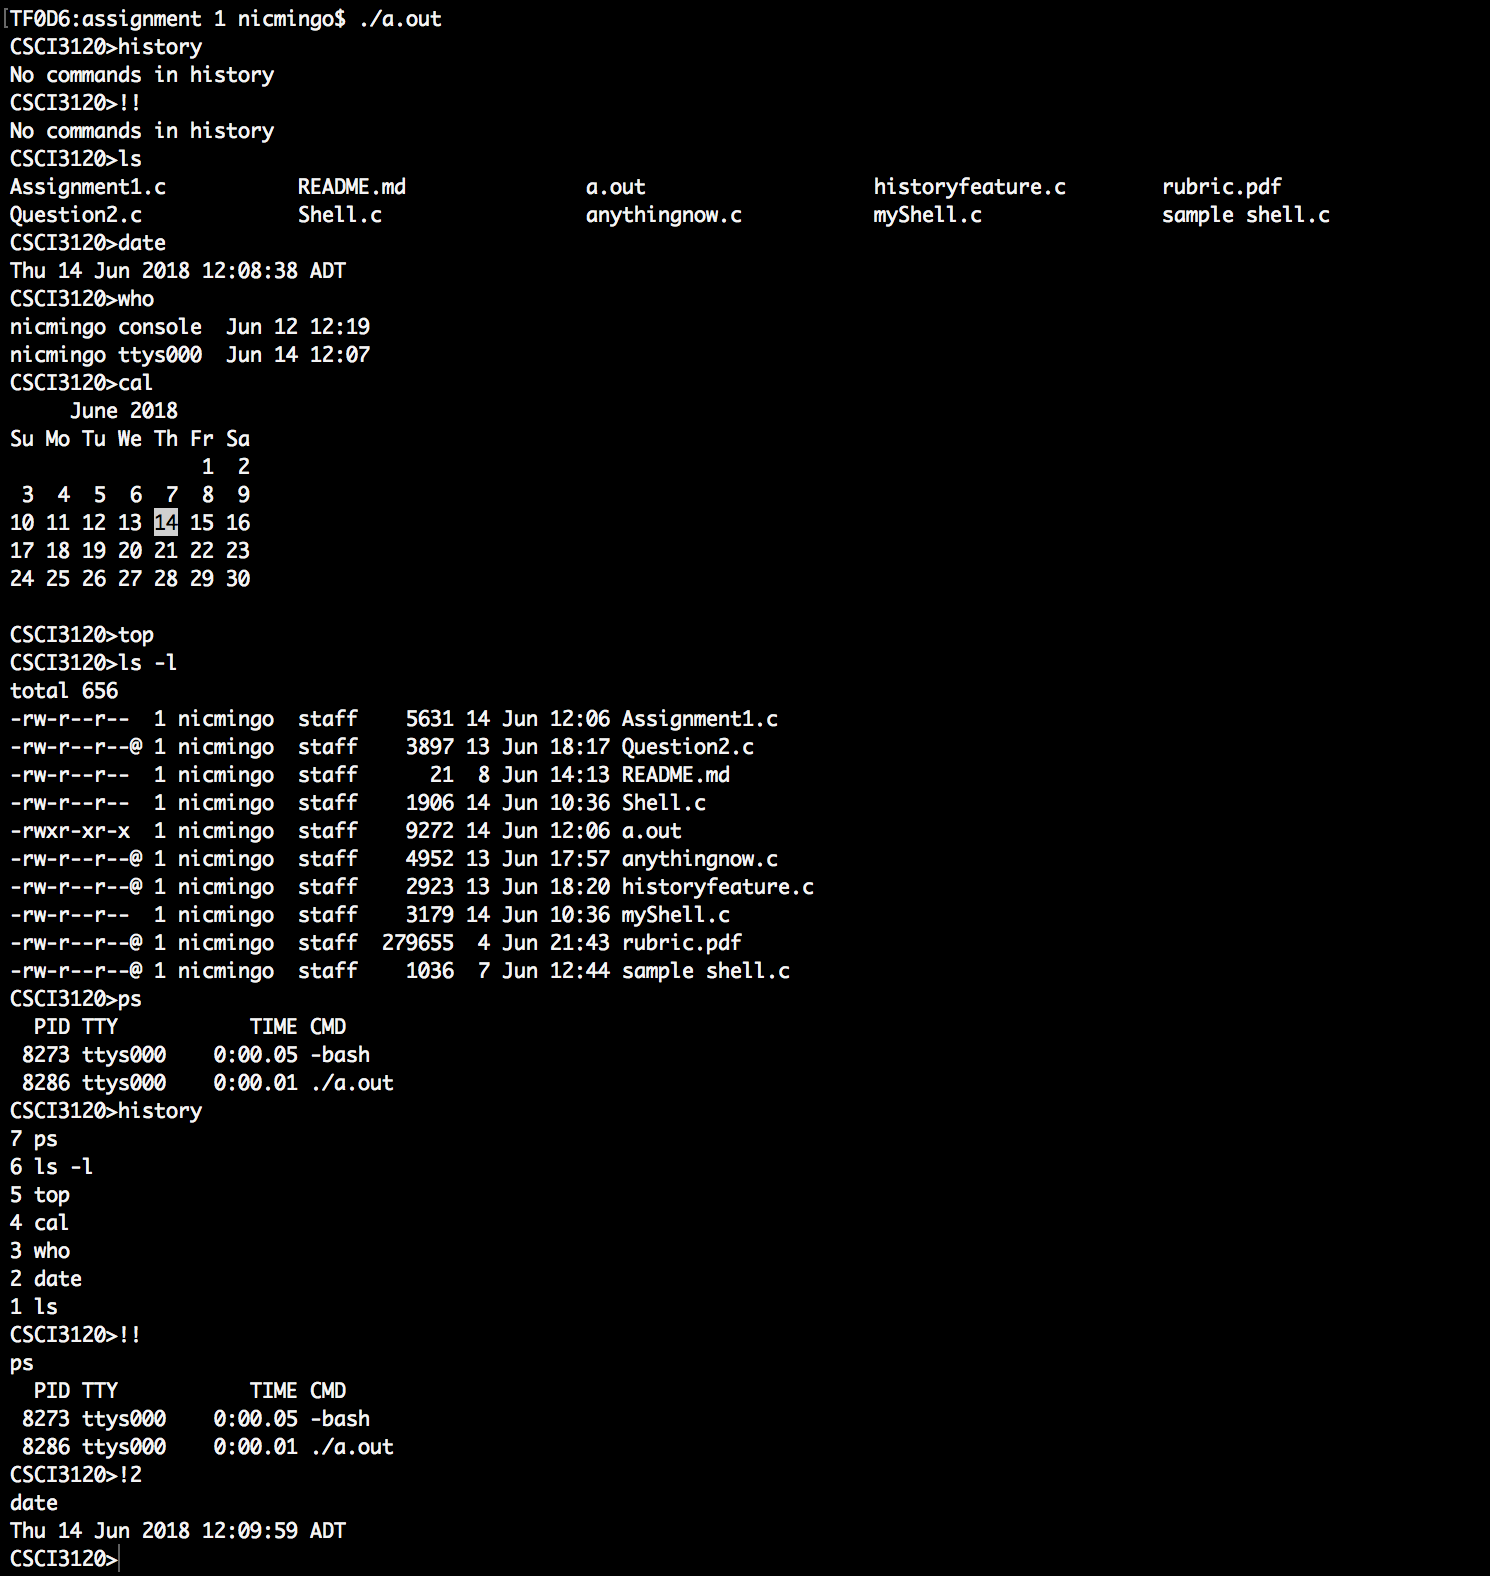 [TF0D6:assignment 1 nicmingo$ ./a.out
CSCI3120>history
No commands in history
CSCI3120>!!
No commands in history
CSCI3120>ls
Assignment1.c           README.md               a.out                   historyfeature.c        rubric.pdf
Question2.c             Shell.c                 anythingnow.c           myShell.c               sample shell.c
CSCI3120>date
Thu 14 Jun 2018 12:08:38 ADT
CSCI3120>who
nicmingo console  Jun 12 12:19
nicmingo ttys000  Jun 14 12:07
CSCI3120>cal
     June 2018
Su Mo Tu We Th Fr Sa
                1  2
 3  4  5  6  7  8  9
10 11 12 13 14 15 16
17 18 19 20 21 22 23
24 25 26 27 28 29 30

CSCI3120>top
CSCI3120>ls -l
total 656
-rw-r--r--  1 nicmingo  staff    5631 14 Jun 12:06 Assignment1.c
-rw-r--r--@ 1 nicmingo  staff    3897 13 Jun 18:17 Question2.c
-rw-r--r--  1 nicmingo  staff      21  8 Jun 14:13 README.md
-rw-r--r--  1 nicmingo  staff    1906 14 Jun 10:36 Shell.c
-rwxr-xr-x  1 nicmingo  staff    9272 14 Jun 12:06 a.out
-rw-r--r--@ 1 nicmingo  staff    4952 13 Jun 17:57 anythingnow.c
-rw-r--r--@ 1 nicmingo  staff    2923 13 Jun 18:20 historyfeature.c
-rw-r--r--  1 nicmingo  staff    3179 14 Jun 10:36 myShell.c
-rw-r--r--@ 1 nicmingo  staff  279655  4 Jun 21:43 rubric.pdf
-rw-r--r--@ 1 nicmingo  staff    1036  7 Jun 12:44 sample shell.c
CSCI3120>ps
  PID TTY           TIME CMD
 8273 ttys000    0:00.05 -bash
 8286 ttys000    0:00.01 ./a.out
CSCI3120>history
7 ps
6 ls -l
5 top
4 cal
3 who
2 date
1 ls
CSCI3120>!!
ps
  PID TTY           TIME CMD
 8273 ttys000    0:00.05 -bash
 8286 ttys000    0:00.01 ./a.out
CSCI3120>!2
date
Thu 14 Jun 2018 12:09:59 ADT
CSCI3120>